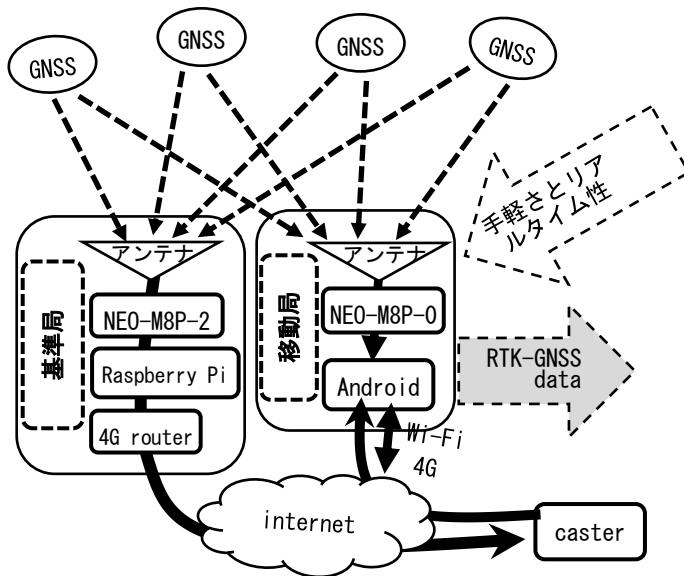 GNSS
GNSS
GNSS
GNSS
手軽さとリア
ルタイム性
アンテナ
基準局
NEO-M8P-2
Raspberry Pi
4G router
アンテナ
移動局
NEO-M8P-0
Android
RTK-GNSS
data
Wi-Fi
4G
internet
caster